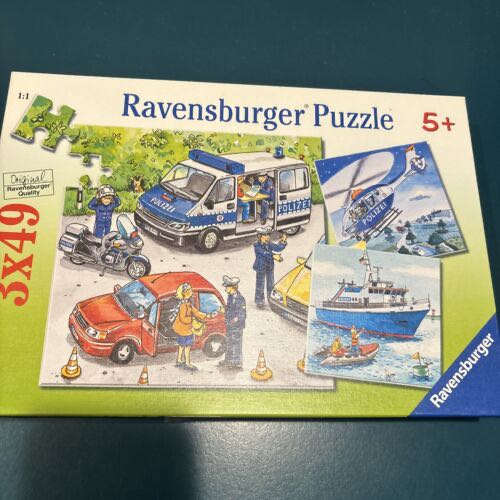 1:1
Ravensburger® Puzzle
5+
Original
Ravensburger
Quality
3x49
POLIZEI
POLIZEI
POLIZEI
Ravensburger